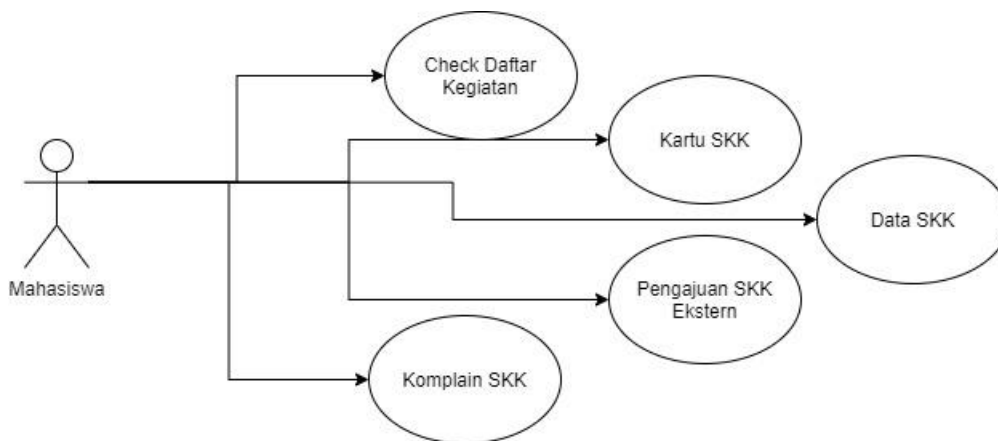 Check Daftar
Kegiatan
Kartu SKK
Data SKK
Mahasiswa
Pengajuan SKK
Ekstern
Komplain SKK